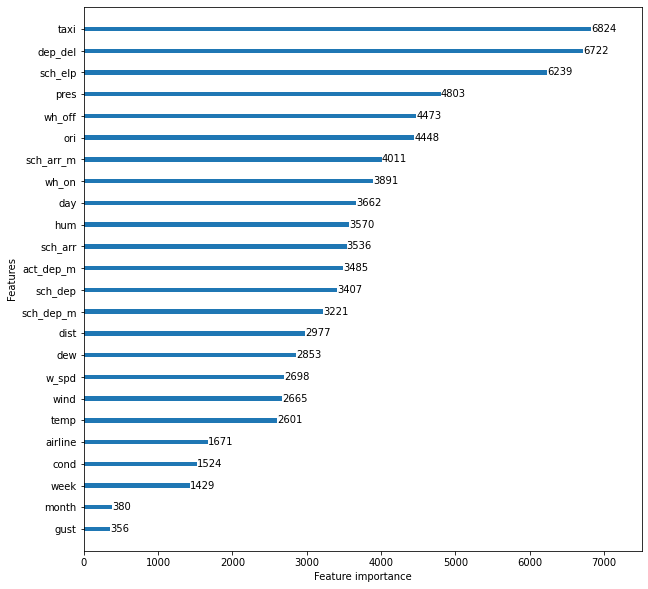 taxi 6824
dep_del 6722
sch_elp 6239
pres 4803
wh_off 4473
ori 4448
sch_arr_m 4011
wh_on 3891
day 3662
hum 3570
sch_arr 3536
act_dep_m 3485
sch_dep 3407
sch_dep_m 3221
dist 2977
dew 2853
w_spd 2698
wind 2665
temp 2601
airline 1671
cond 1524
week 1429
month 380
gust 356
Features
0 1000 2000 3000 4000 5000 6000 7000
Feature importance